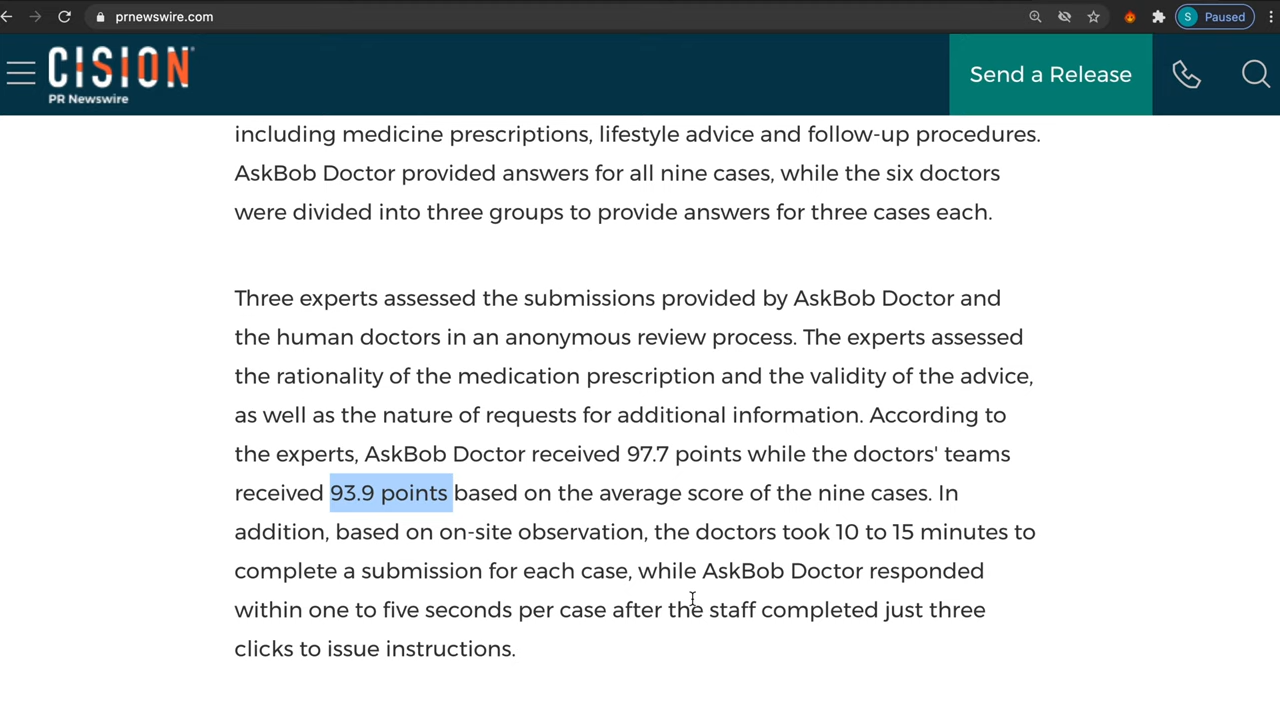 prnewswire.com
S Paused
CISION
PR Newswire
Send a Release
including medicine prescriptions, lifestyle advice and follow-up procedures.
AskBob Doctor provided answers for all nine cases, while the six doctors
were divided into three groups to provide answers for three cases each.
Three experts assessed the submissions provided by AskBob Doctor and
the human doctors in an anonymous review process. The experts assessed
the rationality of the medication prescription and the validity of the advice,
as well as the nature of requests for additional information. According to
the experts, AskBob Doctor received 97.7 points while the doctors' teams
received 93.9 points based on the average score of the nine cases. In
addition, based on on-site observation, the doctors took 10 to 15 minutes to
complete a submission for each case, while AskBob Doctor responded
within one to five seconds per case after the staff completed just three
clicks to issue instructions.